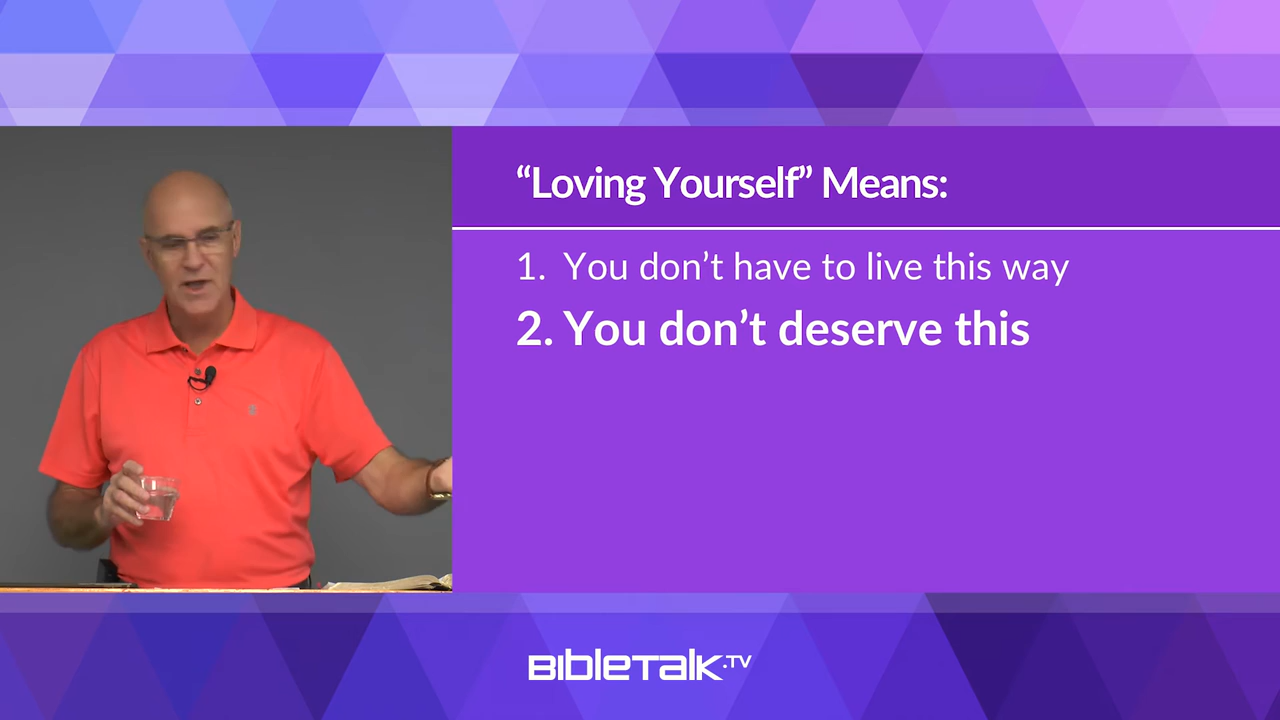 “Loving Yourself” Means:
1. You don’t have to live this way
2. You don’t deserve this
BibleTalk.TV